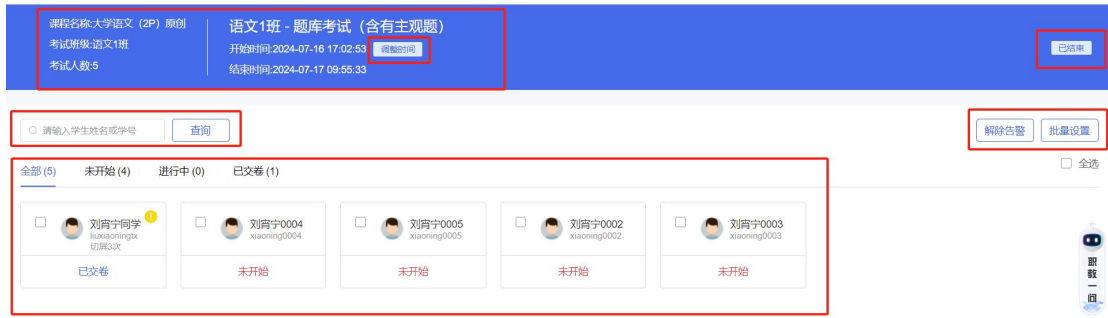 课程名称:大学语文（2P）原创
考试班级:语文1班
考试人数:5
语文1班 - 题库考试（含有主观题）
开始时间:2024-07-16 17:02:53 调整时间
结束时间:2024-07-17 09:55:33
已结束
请输入学生姓名或学号 查询
解除告警 批量设置
全部 (5) 未开始 (4) 进行中 (0) 已交卷 (1)
全选
刘宵宁同学
liuxiaoningtx
切屏3次
已交卷
刘宵宁0004
xiaoning0004
未开始
刘宵宁0005
xiaoning0005
未开始
刘宵宁0002
xiaoning0002
未开始
刘宵宁0003
xiaoning0003
未开始
职教一问